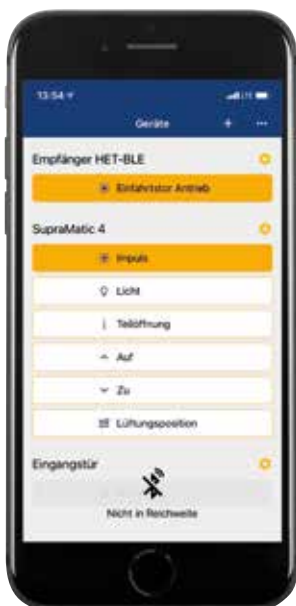 13:54
Geräte + ...
Empfänger HET-BLE
Einfahrtstor Antrieb
SupraMatic 4
Impuls
Licht
Teilöffnung
Auf
Zu
Lüftungsposition
Eingangstür
Nicht in Reichweite